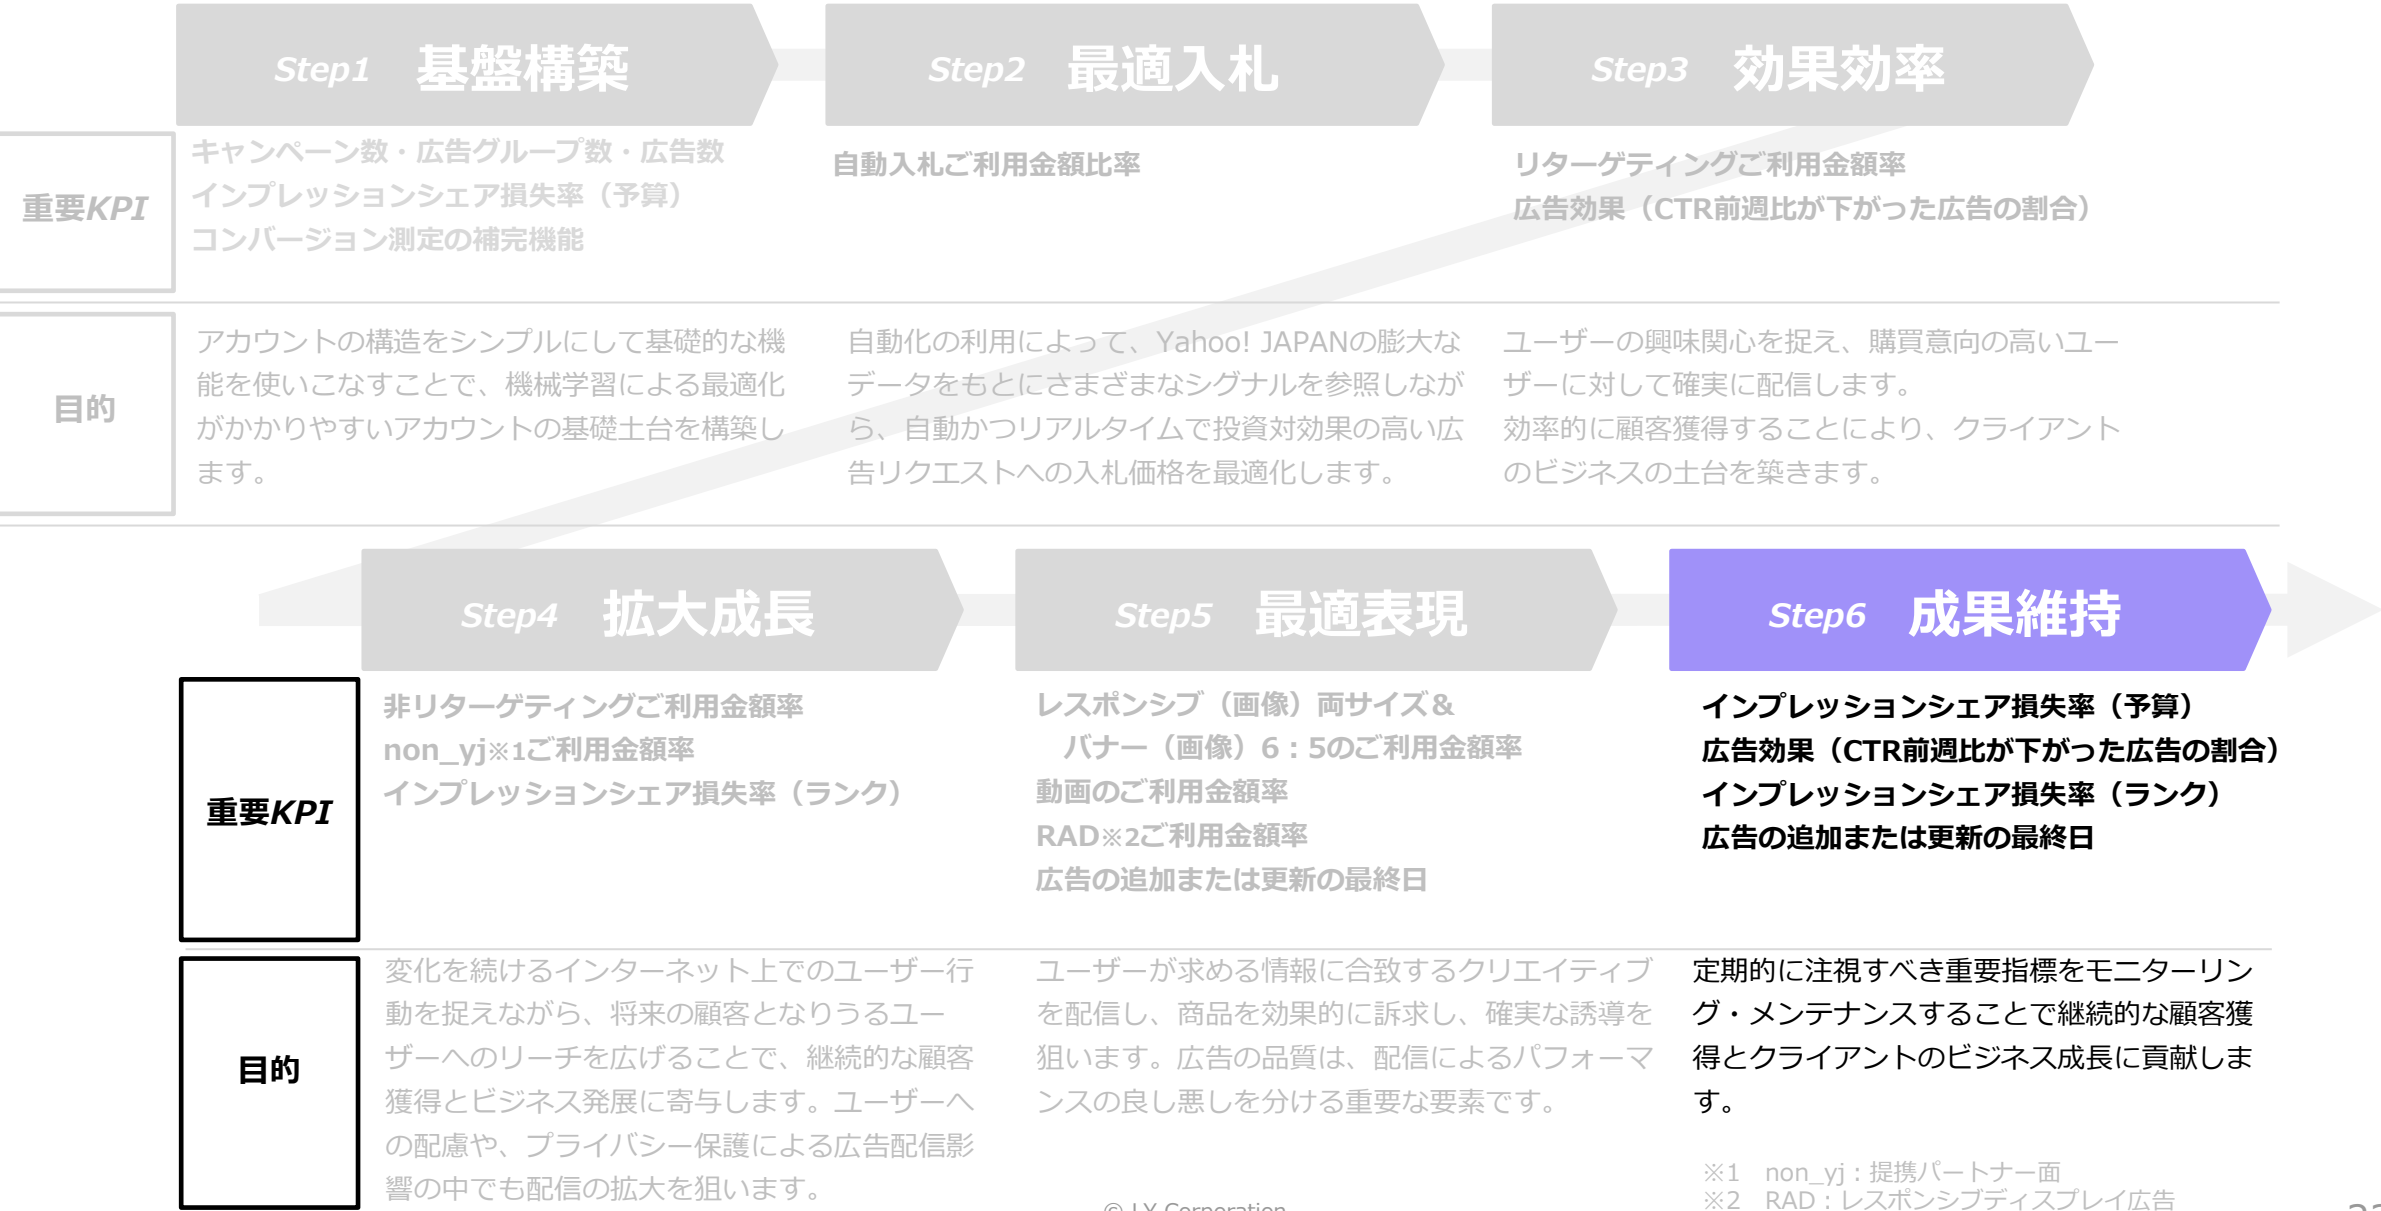 Step1 基盤構築
Step2 最適入札
Step3 効果効率
重要KPI
キャンペーン数・広告グループ数・広告数
インプレッションシェア損失率（予算）
コンバージョン測定の補完機能
自動入札ご利用金額比率
リターゲティングご利用金額率
広告効果（CTR前週比が下がった広告の割合）
目的
アカウントの構造をシンプルにして基礎的な機
能を使いこなすことで、機械学習による最適化
がかかりやすいアカウントの基礎土台を構築し
ます。
自動化の利用によって、Yahoo! JAPANの膨大な
データをもとにさまざまなシグナルを参照しなが
ら、自動かつリアルタイムで投資対効果の高い広
告リクエストへの入札価格を最適化します。
ユーザーの興味関心を捉え、購買意向の高いユー
ザーに対して確実に配信します。
効率的に顧客獲得することにより、クライアント
のビジネスの土台を築きます。
Step4 拡大成長
Step5 最適表現
Step6 成果維持
重要KPI
非リターゲティングご利用金額率
non_yj※1ご利用金額率
インプレッションシェア損失率（ランク）
レスポンシブ（画像）両サイズ＆
バナー（画像）6：5のご利用金額率
動画のご利用金額率
RAD※2ご利用金額率
広告の追加または更新の最終日
インプレッションシェア損失率（予算）
広告効果（CTR前週比が下がった広告の割合）
インプレッションシェア損失率（ランク）
広告の追加または更新の最終日
目的
変化を続けるインターネット上でのユーザー行
動を捉えながら、将来の顧客となりうるユー
ザーへのリーチを広げることで、継続的な顧客
獲得とビジネス発展に寄与します。ユーザーへ
の配慮や、プライバシー保護による広告配信影
響の中でも配信の拡大を狙います。
ユーザーが求める情報に合致するクリエイティブ
を配信し、商品を効果的に訴求し、確実な誘導を
狙います。広告の品質は、配信によるパフォーマ
ンスの良し悪しを分ける重要な要素です。
定期的に注視すべき重要指標をモニターリン
グ・メンテナンスすることで継続的な顧客獲
得とクライアントのビジネス成長に貢献しま
す。
※1 non_yj：提携パートナー面
※2 RAD：レスポンシブディスプレイ広告
© LY Corporation